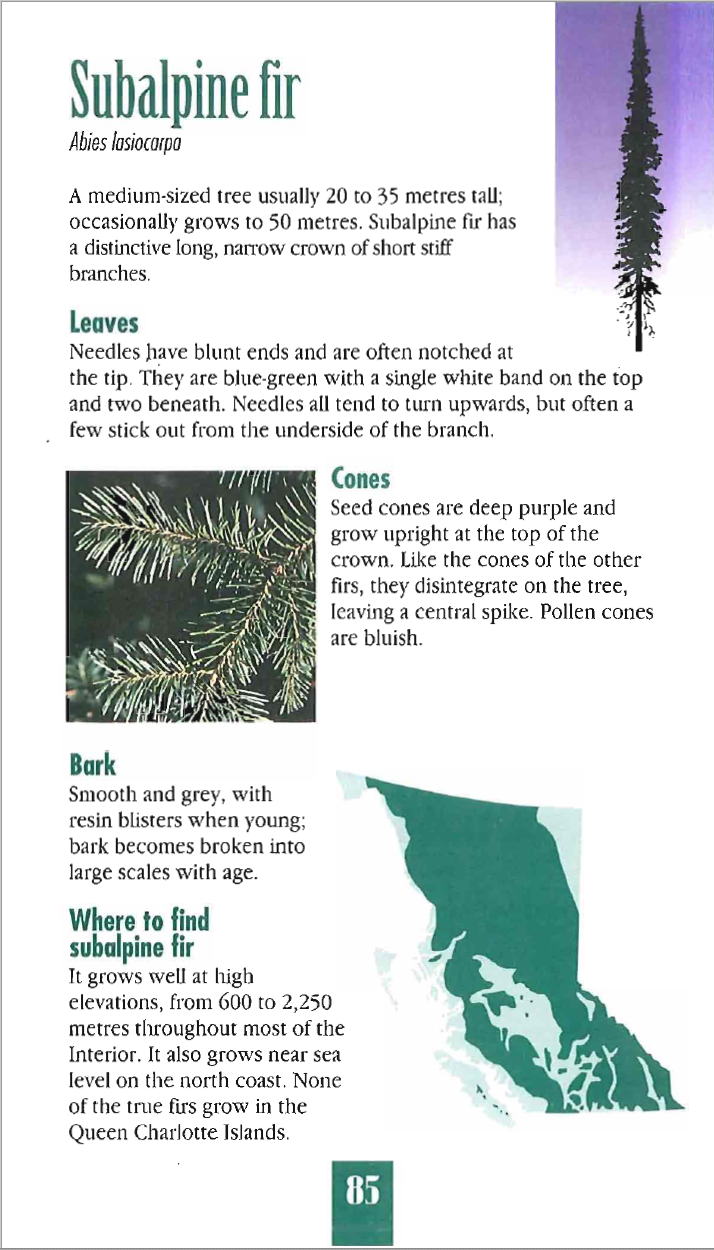 Subalpine fir
Abies lasiocarpa
A medium-sized tree usually 20 to 35 metres tall;
occasionally grows to 50 metres. Subalpine fir has
a distinctive long, narrow crown of short stiff
branches.
Leaves
Needles have blunt ends and are often notched at
the tip. They are blue-green with a single white band on the top
and two beneath. Needles all tend to turn upwards, but often a
few stick out from the underside of the branch.
Cones
Seed cones are deep purple and
grow upright at the top of the
crown. Like the cones of the other
firs, they disintegrate on the tree,
leaving a central spike. Pollen cones
are bluish.
Bark
Smooth and grey, with
resin blisters when young;
bark becomes broken into
large scales with age.
Where to find
subalpine fir
It grows well at high
elevations, from 600 to 2,250
metres throughout most of the
Interior. It also grows near sea
level on the north coast. None
of the true firs grow in the
Queen Charlotte Islands.
85